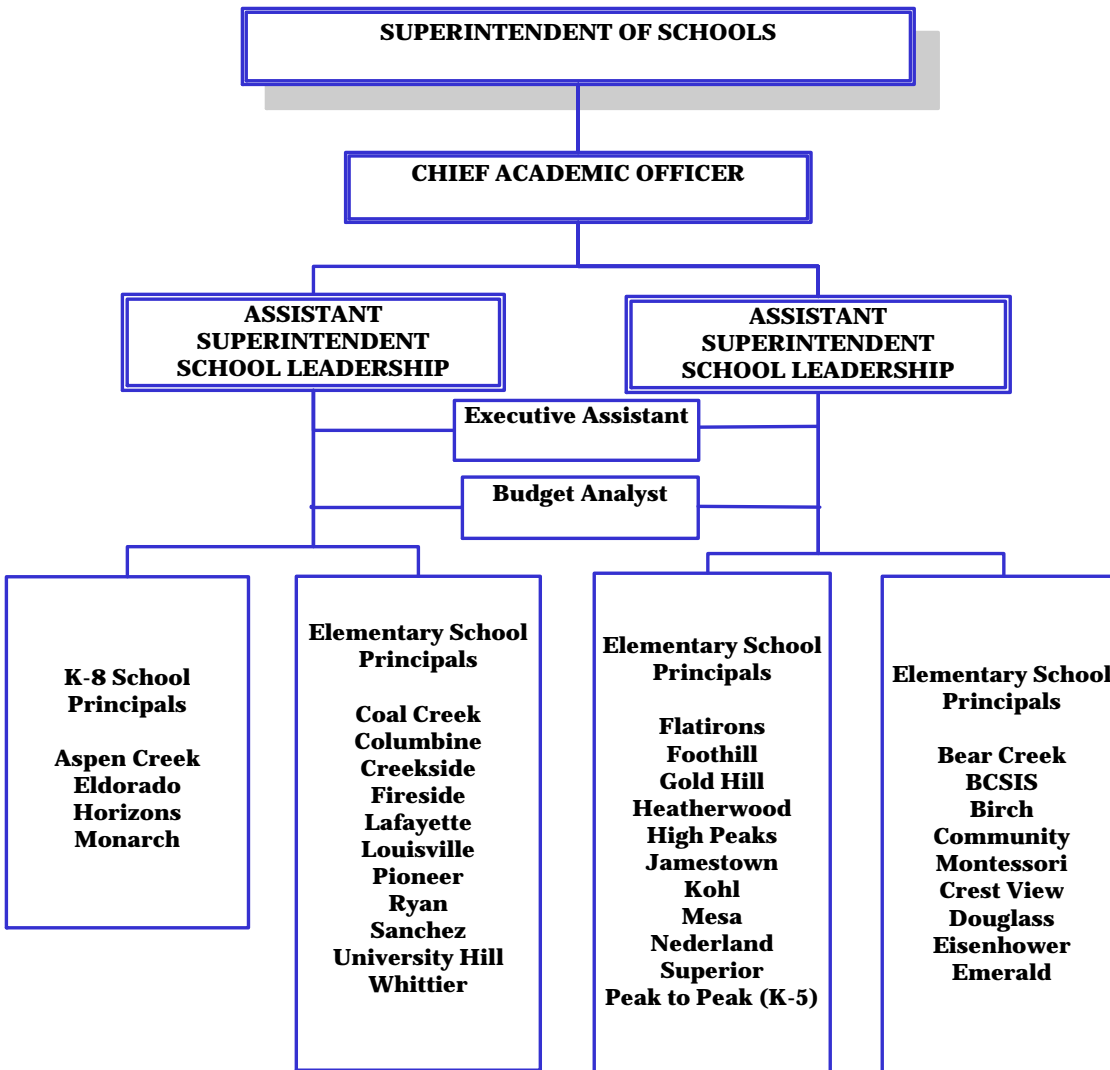 SUPERINTENDENT OF SCHOOLS
CHIEF ACADEMIC OFFICER
ASSISTANT
SUPERINTENDENT
SCHOOL LEADERSHIP
ASSISTANT
SUPERINTENDENT
SCHOOL LEADERSHIP
Executive Assistant
Budget Analyst
K-8 School
Principals
Aspen Creek
Eldorado
Horizons
Monarch
Elementary School
Principals
Coal Creek
Columbine
Creekside
Fireside
Lafayette
Louisville
Pioneer
Ryan
Sanchez
University Hill
Whittier
Elementary School
Principals
Flatirons
Foothill
Gold Hill
Heatherwood
High Peaks
Jamestown
Kohl
Mesa
Nederland
Superior
Peak to Peak (K-5)
Elementary School
Principals
Bear Creek
BCSIS
Birch
Community
Montessori
Crest View
Douglass
Eisenhower
Emerald